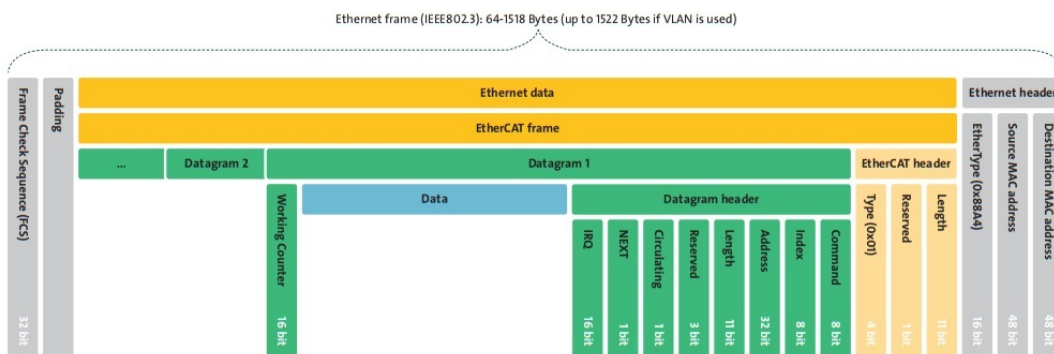 Ethernet frame (IEEE802.3): 64-1518 Bytes (up to 1522 Bytes if VLAN is used)
Frame Check Sequence (FCS)
32 bit
Padding
Ethernet data
Ethernet header
EtherCAT frame
...
Datagram 2
Datagram 1
EtherCAT header
Working Counter
16 bit
Data
Datagram header
IRQ
16 bit
NEXT
1 bit
Circulating
1 bit
Reserved
3 bit
Length
11 bit
Address
32 bit
Index
8 bit
Command
8 bit
Type (0x01)
4 bit
Reserved
1 bit
Length
11 bit
EtherType (0x88A4)
16 bit
Source MAC address
48 bit
Destination MAC address
48 bit